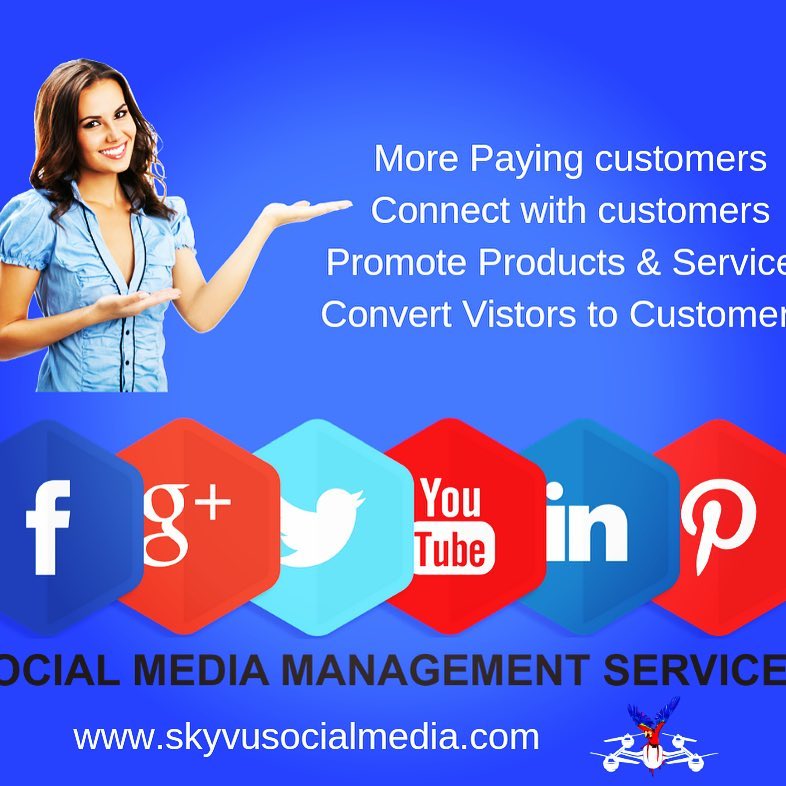 More Paying customers
Connect with customers
Promote Products & Service
Convert Vistors to Customer
f g+ You Tube in p
OCIAL MEDIA MANAGEMENT SERVICE
www.skyvusocialmedia.com